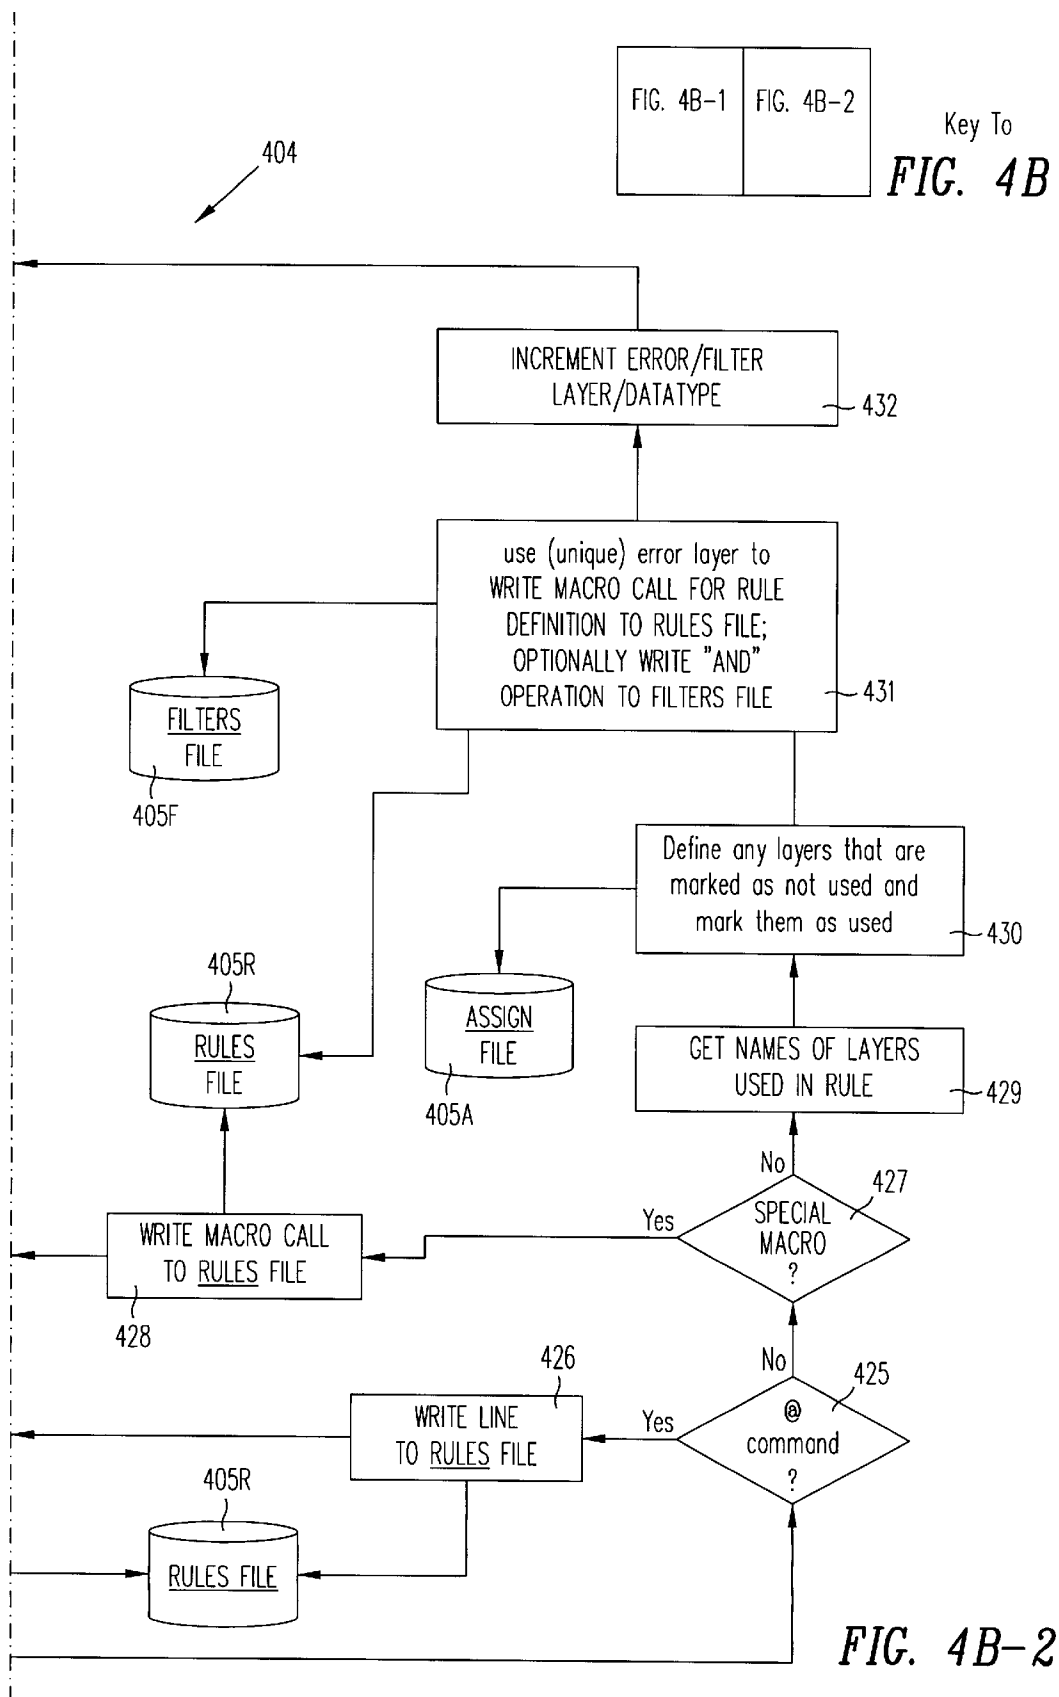 FIG. 4B-1
FIG. 4B-2
Key To
FIG. 4B
404
INCREMENT ERROR/FILTER
LAYER/DATATYPE
432
use (unique) error layer to
WRITE MACRO CALL FOR RULE
DEFINITION TO RULES FILE;
OPTIONALLY WRITE "AND"
OPERATION TO FILTERS FILE
431
FILTERS
FILE
405F
Define any layers that are
marked as not used and
mark them as used
430
405R
RULES
FILE
ASSIGN
FILE
405A
GET NAMES OF LAYERS
USED IN RULE
429
No
427
SPECIAL
MACRO
?
Yes
WRITE MACRO CALL
TO RULES FILE
428
No
425
@
command
?
Yes
426
WRITE LINE
TO RULES FILE
405R
RULES FILE
FIG. 4B-2